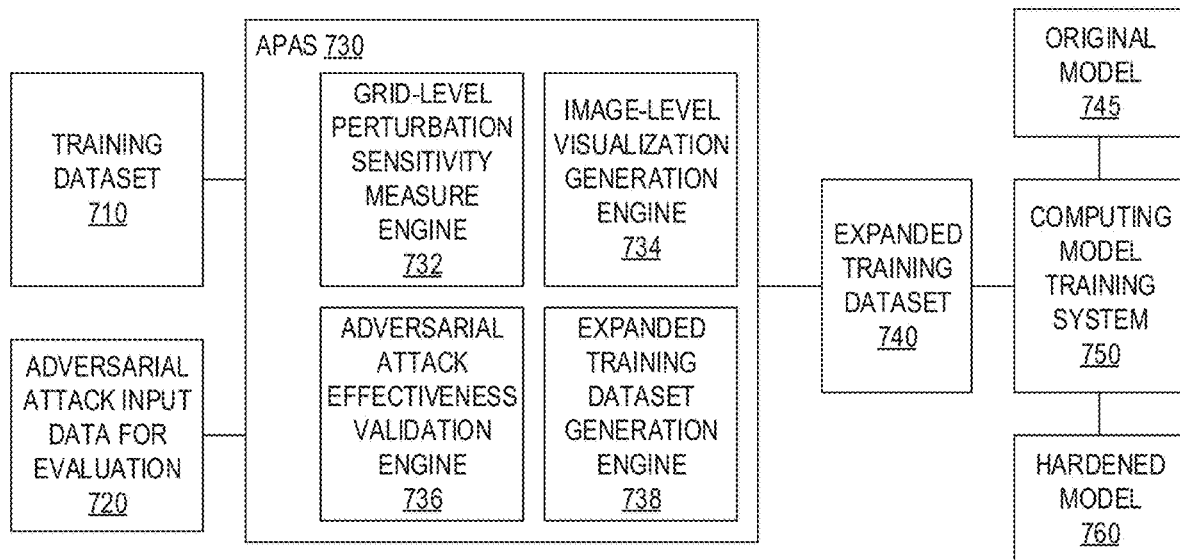 TRAINING
DATASET
710
ADVERSARIAL
ATTACK INPUT
DATA FOR
EVALUATION
720
APAS 730
GRID-LEVEL
PERTURBATION
SENSITIVITY
MEASURE
ENGINE
732
IMAGE-LEVEL
VISUALIZATION
GENERATION
ENGINE
734
ADVERSARIAL
ATTACK
EFFECTIVENESS
VALIDATION
ENGINE
736
EXPANDED
TRAINING
DATASET
GENERATION
ENGINE
738
EXPANDED
TRAINING
DATASET
740
ORIGINAL
MODEL
745
COMPUTING
MODEL
TRAINING
SYSTEM
750
HARDENED
MODEL
760